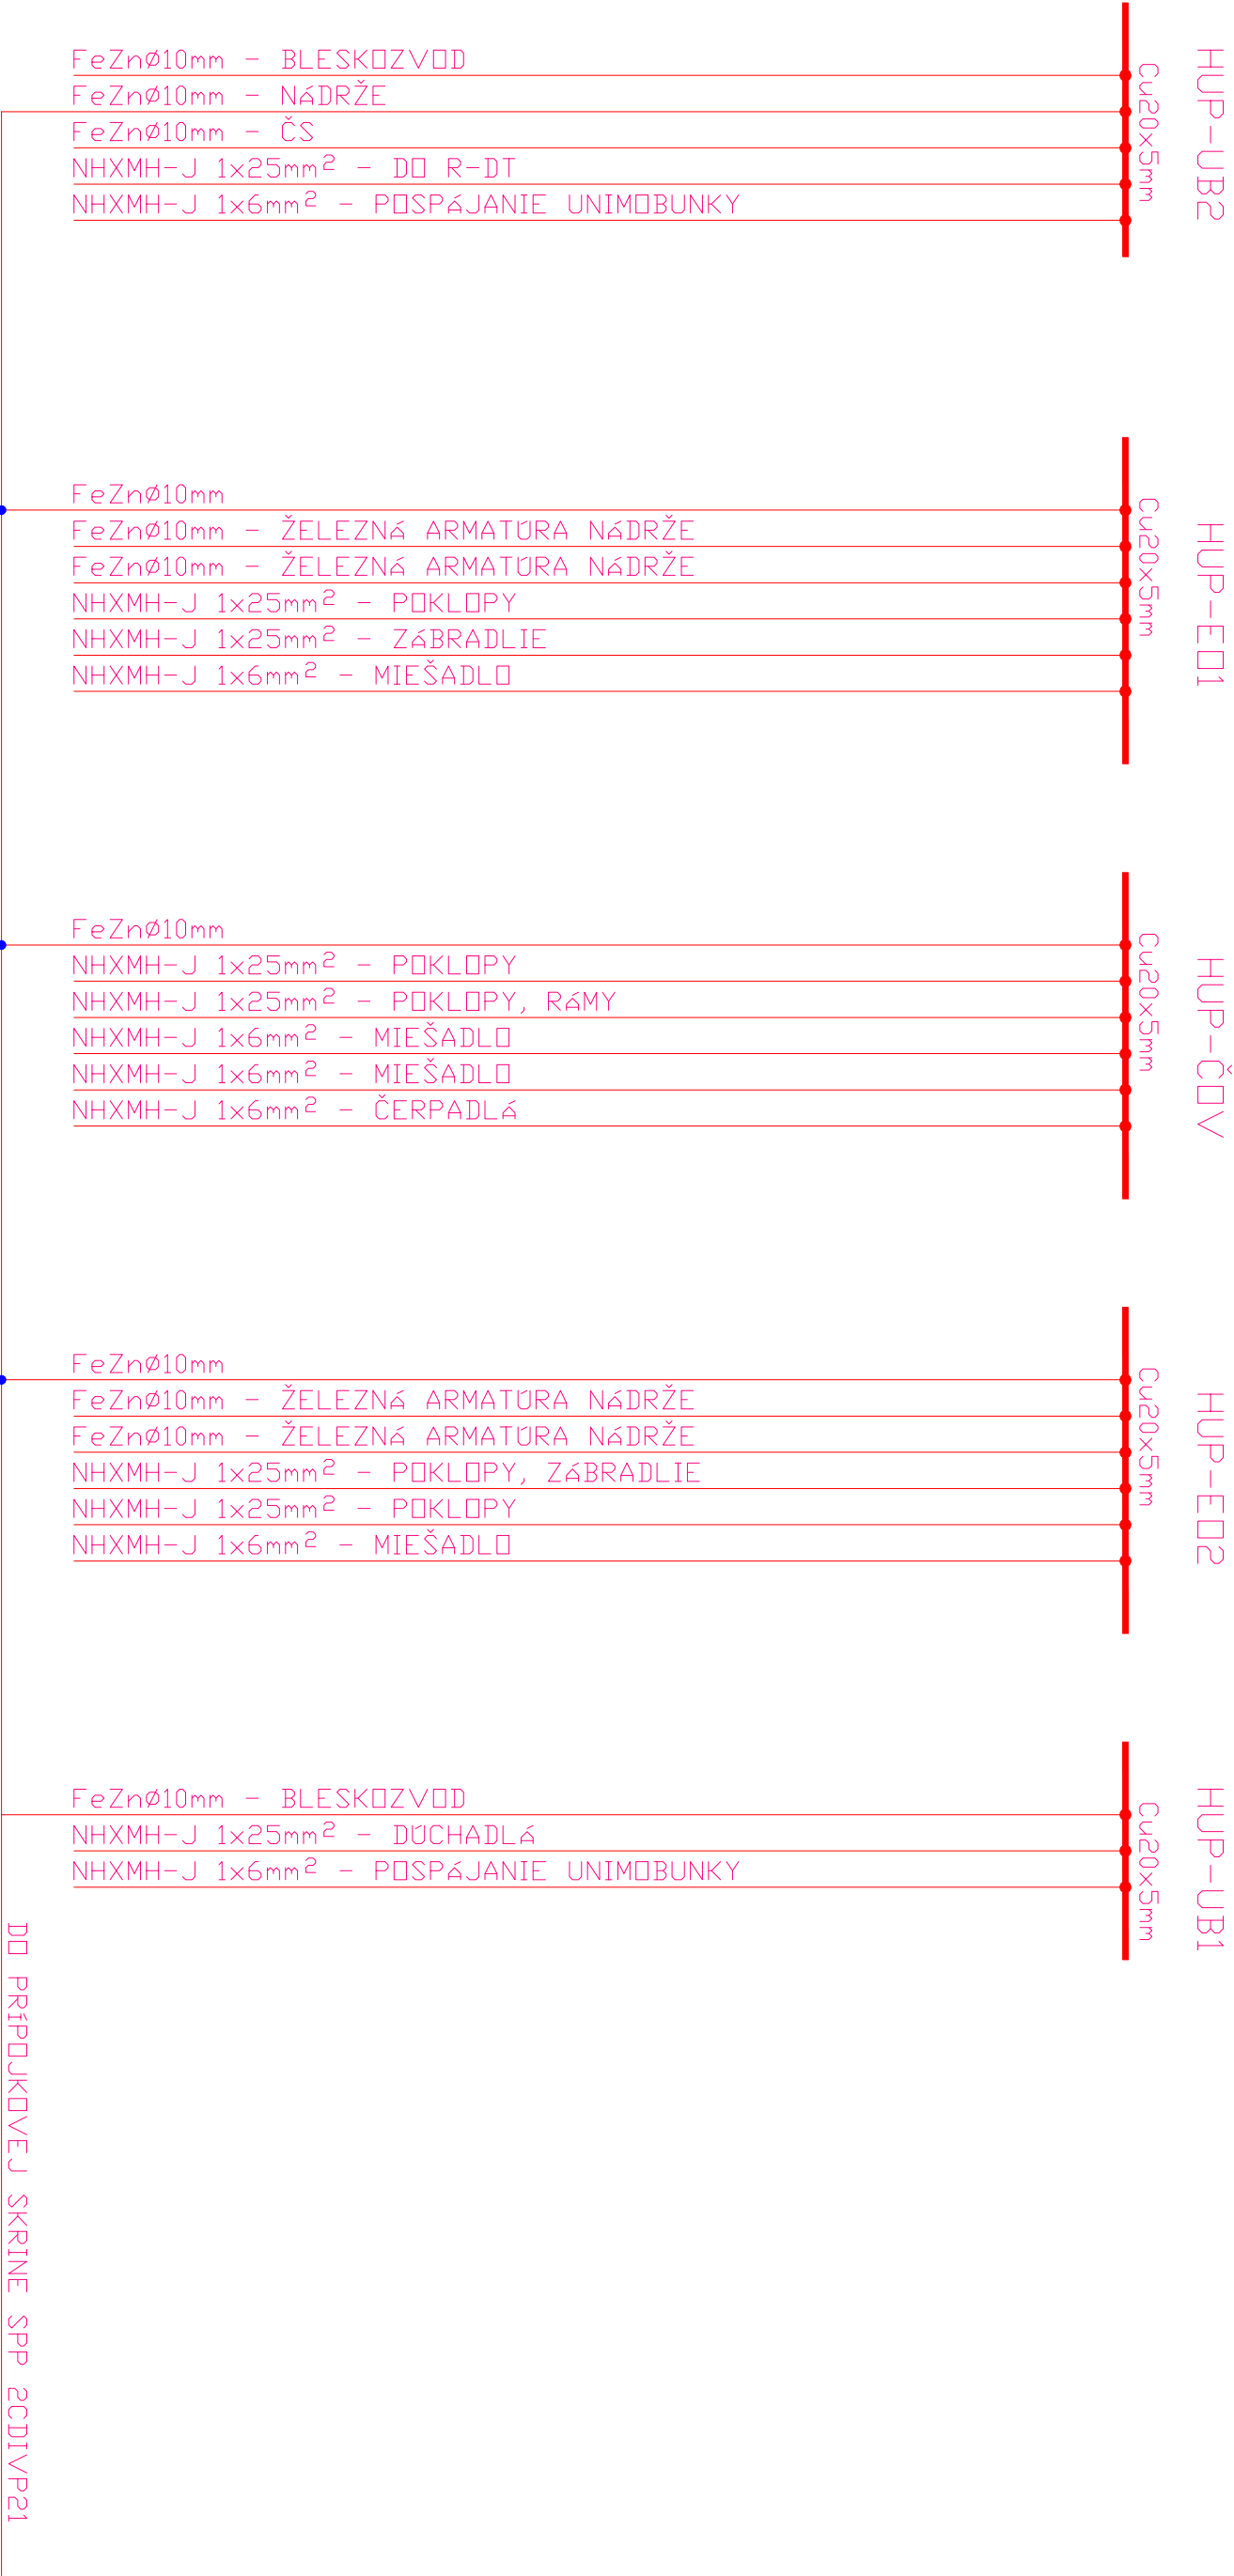 HUP-UB2
Cu20x5mm
FeZnø10mm - BLESKOZVOD
FeZnø10mm - NáDRŽE
FeZnø10mm - ČS
NHXMH-J 1x25mm² - DO R-DT
NHXMH-J 1x6mm² - POSPáJANIE UNIMOBUNKY
HUP-EO1
Cu20x5mm
FeZnø10mm
FeZnø10mm - ŽELEZNá ARMATÚRA NáDRŽE
FeZnø10mm - ŽELEZNá ARMATÚRA NáDRŽE
NHXMH-J 1x25mm² - POKLOPY
NHXMH-J 1x25mm² - ZáBRADLIE
NHXMH-J 1x6mm² - MIEŠADLO
HUP-ČOV
Cu20x5mm
FeZnø10mm
NHXMH-J 1x25mm² - POKLOPY
NHXMH-J 1x25mm² - POKLOPY, RáMY
NHXMH-J 1x6mm² - MIEŠADLO
NHXMH-J 1x6mm² - MIEŠADLO
NHXMH-J 1x6mm² - ČERPADLá
HUP-EO2
Cu20x5mm
FeZnø10mm
FeZnø10mm - ŽELEZNá ARMATÚRA NáDRŽE
FeZnø10mm - ŽELEZNá ARMATÚRA NáDRŽE
NHXMH-J 1x25mm² - POKLOPY, ZáBRADLIE
NHXMH-J 1x25mm² - POKLOPY
NHXMH-J 1x6mm² - MIEŠADLO
HUP-UB1
Cu20x5mm
FeZnø10mm - BLESKOZVOD
NHXMH-J 1x25mm² - DÚCHADLá
NHXMH-J 1x6mm² - POSPáJANIE UNIMOBUNKY
DO PRÍPOJKOVEJ SKRINE SPP 2CDIVP21